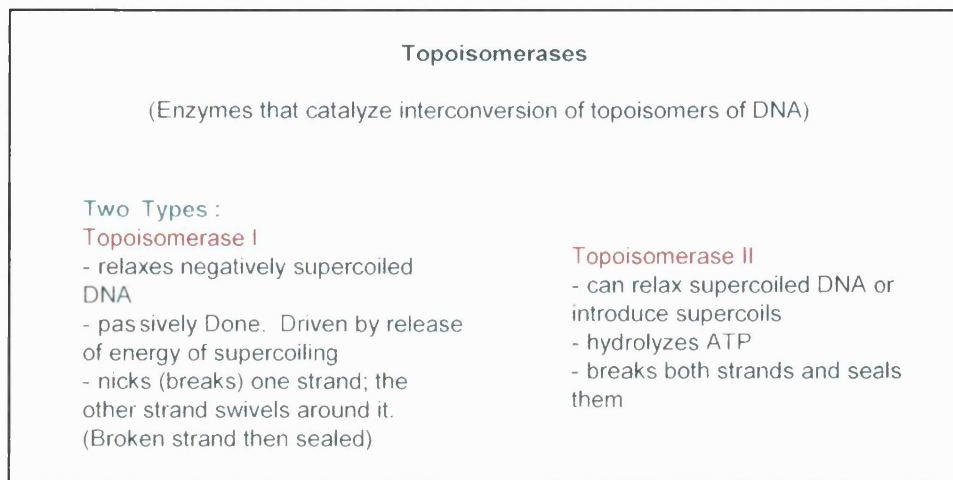 Topoisomerases
(Enzymes that catalyze interconversion of topoisomers of DNA)
Two Types :
Topoisomerase I
- relaxes negatively supercoiled
DNA
- passively Done. Driven by release
of energy of supercoiling
- nicks (breaks) one strand; the
other strand swivels around it.
(Broken strand then sealed)
Topoisomerase II
- can relax supercoiled DNA or
introduce supercoils
- hydrolyzes ATP
- breaks both strands and seals
them